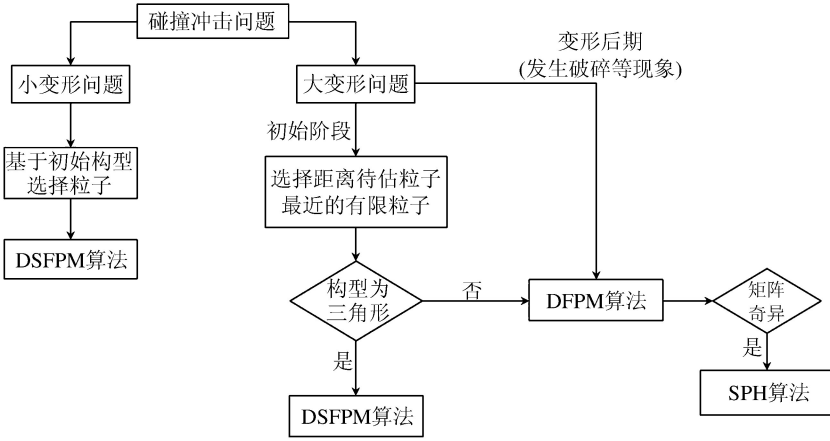 碰撞冲击问题
小变形问题
大变形问题
变形后期
(发生破碎等现象)
初始阶段
基于初始构型
选择粒子
选择距离待估粒子
最近的有限粒子
DSFPM算法
构型为
三角形
否
DFPM算法
矩阵
奇异
是
是
DSFPM算法
SPH算法